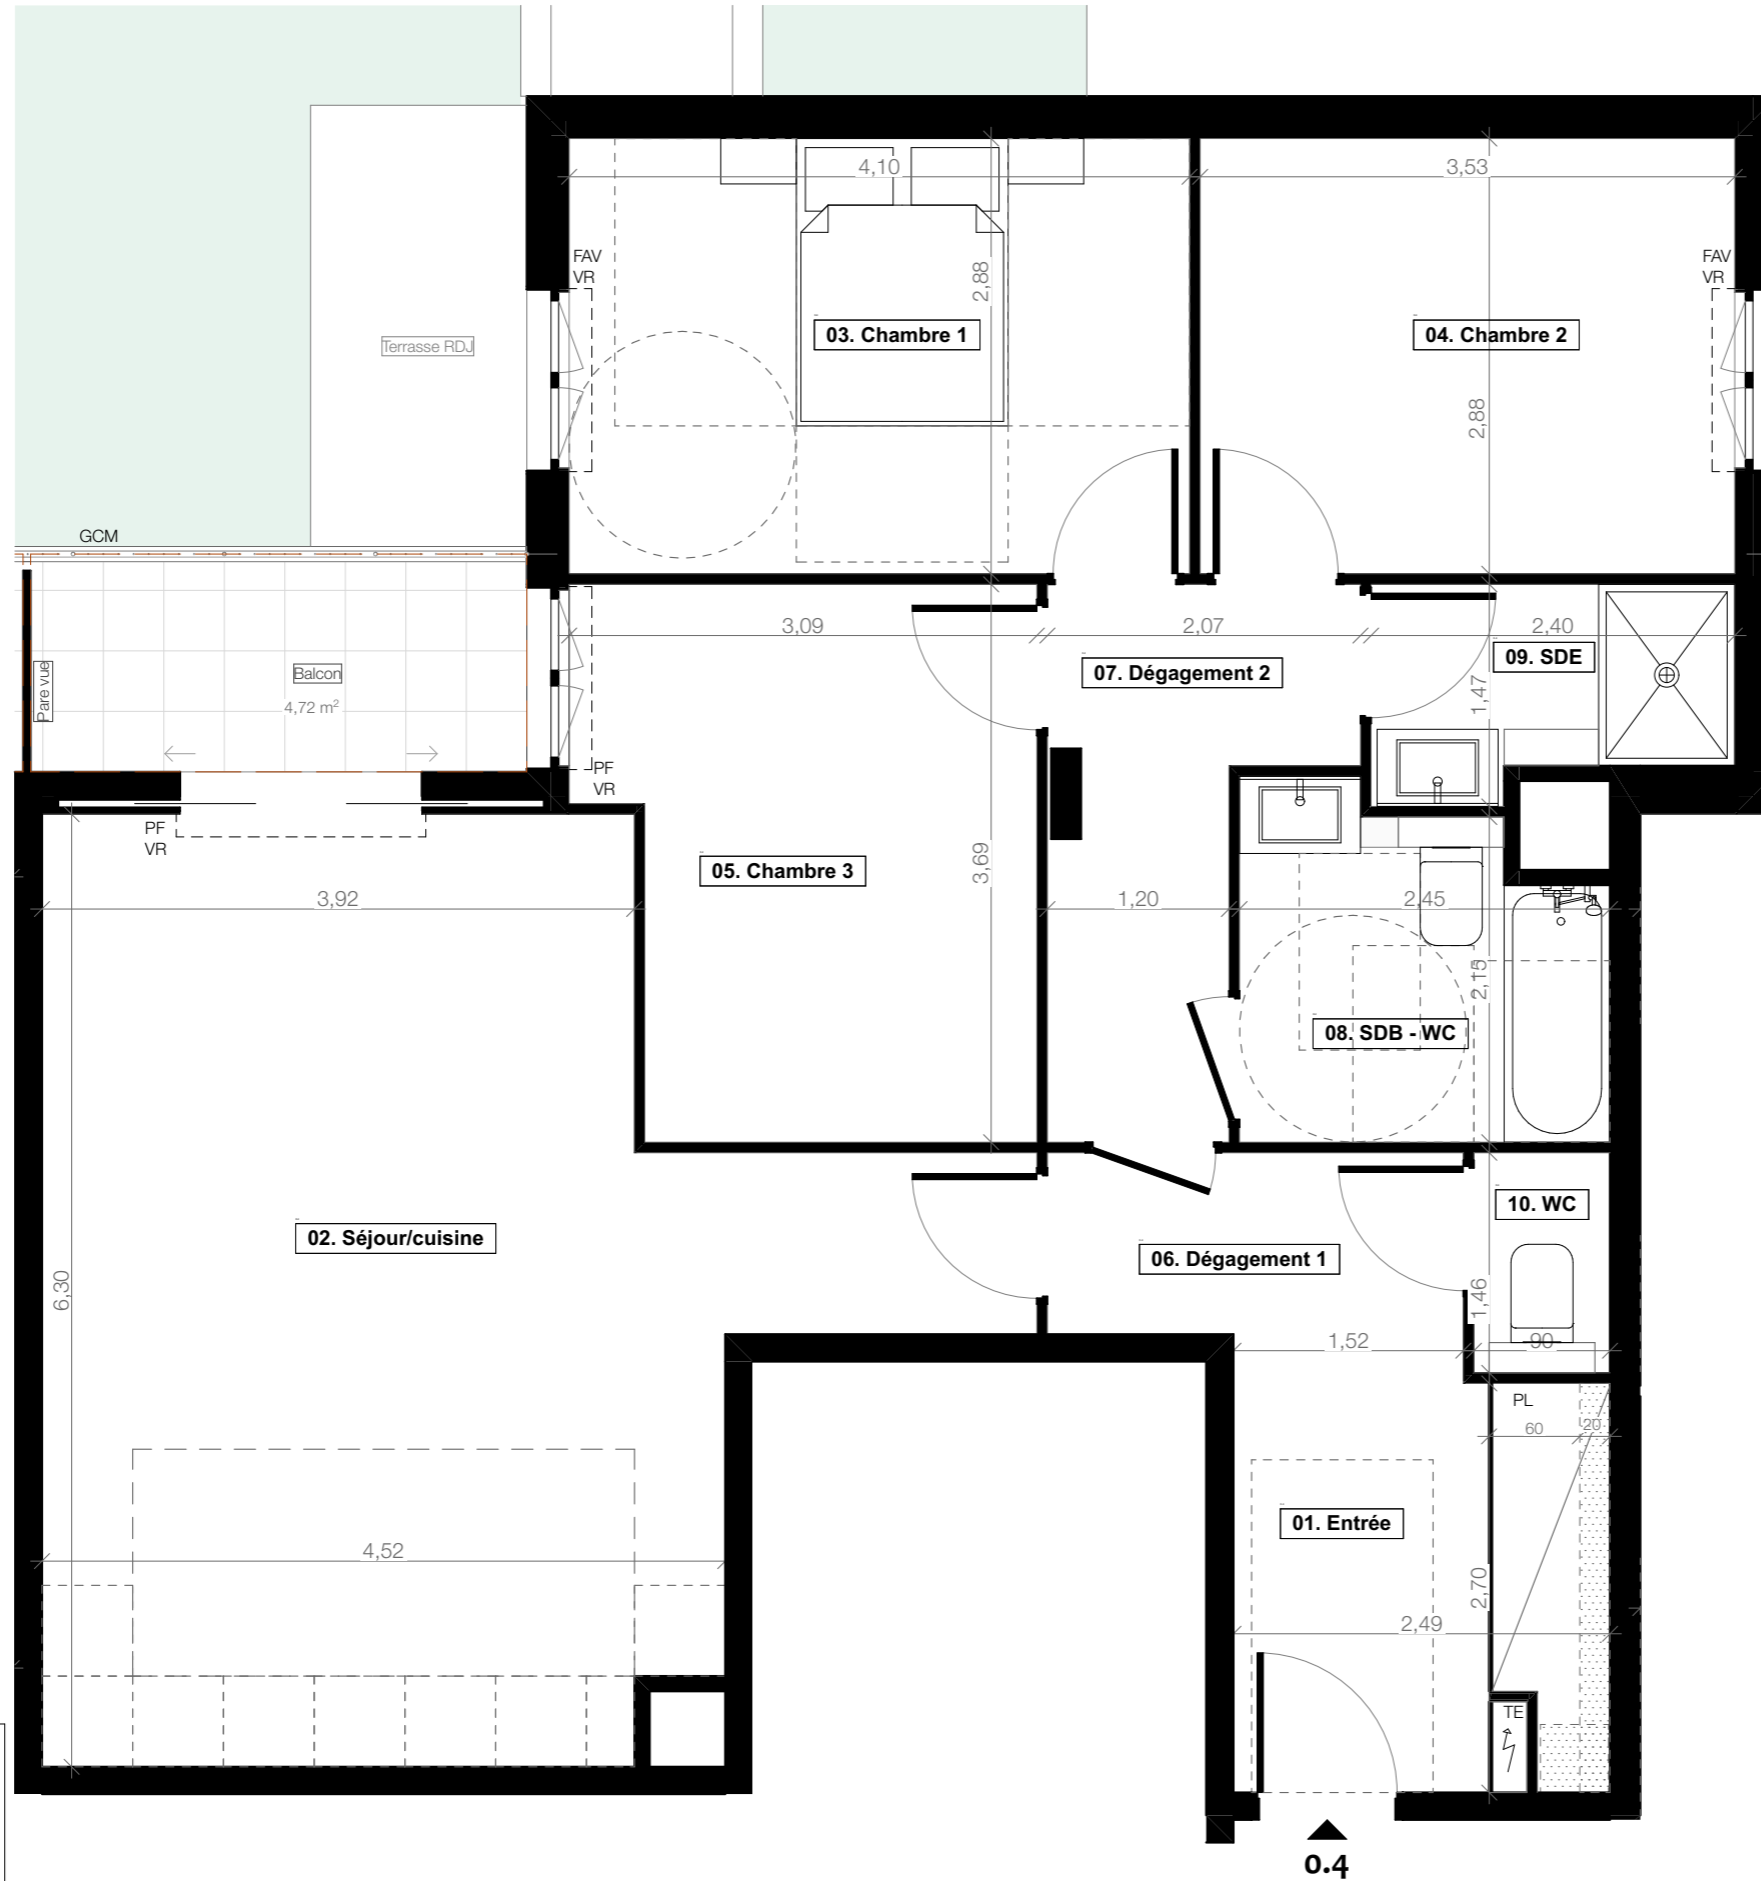 4,10
3,53
FAV
VR
FAV
VR
2,88
03. Chambre 1
04. Chambre 2
Terrasse RDJ
2,88
GCM
3,09
2,07
2,40
09. SDE
07. Dégagement 2
Pare vue
Balcon
4,72 m²
1,47
PF
VR
PF
VR
05. Chambre 3
3,69
3,92
1,20
2,45
2,15
08. SDB - WC
10. WC
02. Séjour/cuisine
06. Dégagement 1
6,30
1,46
1,52
90
PL
60
20
01. Entrée
4,52
2,70
2,49
TE
0.4